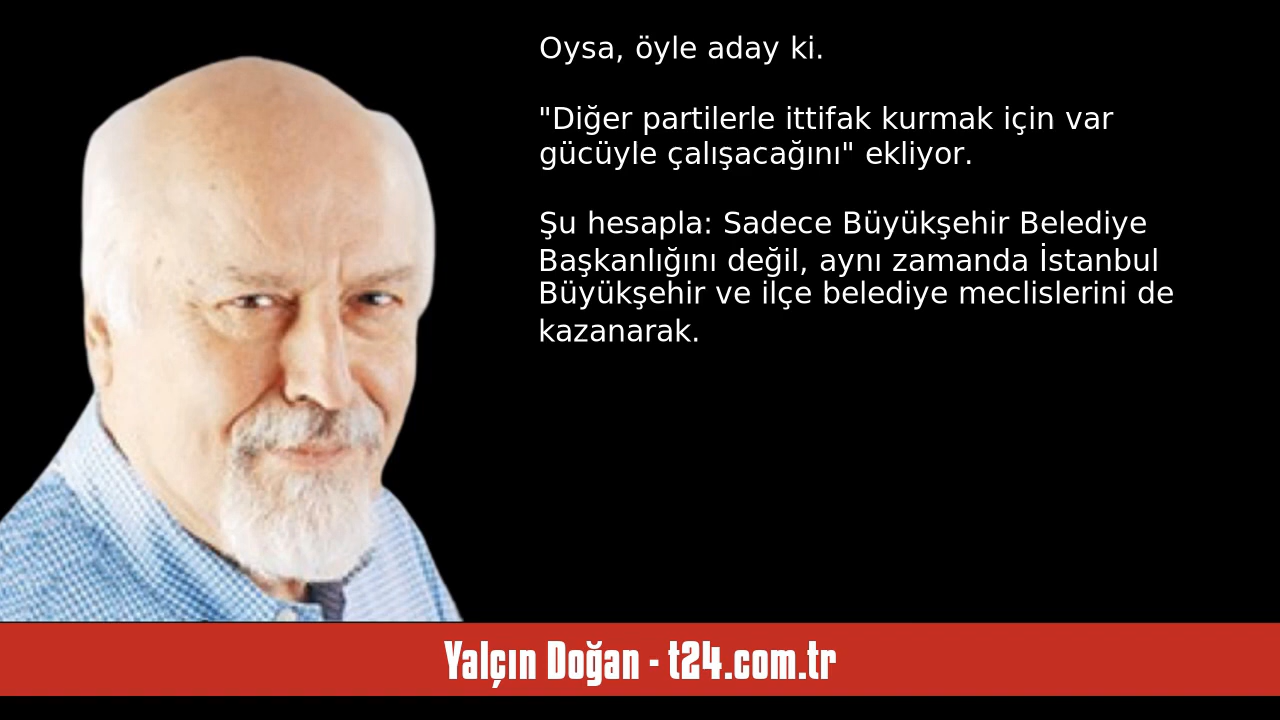 Oysa, öyle aday ki.
"Diğer partilerle ittifak kurmak için var
gücüyle çalışacağını" ekliyor.
Şu hesapla: Sadece Büyükşehir Belediye
Başkanlığını değil, aynı zamanda İstanbul
Büyükşehir ve ilçe belediye meclislerini de
kazanarak.
Yalçın Doğan - t24.com.tr